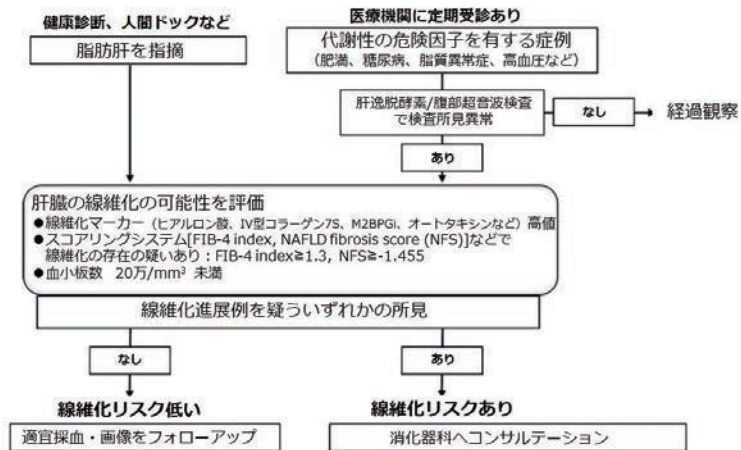 健康診断、人間ドックなど
脂肪肝を指摘
医療機関に定期受診あり
代謝性の危険因子を有する症例
（肥満、糖尿病、脂質異常症、高血圧など）
肝逸脱酵素/腹部超音波検査
で検査所見異常
なし
経過観察
あり
肝臓の線維化の可能性を評価
●線維化マーカー（ヒアルロン酸、IV型コラーゲン7S、M2BPGi、オートタキシンなど）高値
●スコアリングシステム[FIB-4 index, NAFLD fibrosis score (NFS)]などで
線維化の存在の疑いあり：FIB-4 index≧1.3, NFS≧-1.455
●血小板数 20万/mm³ 未満
線維化進展例を疑ういずれかの所見
なし
あり
線維化リスク低い
線維化リスクあり
適宜採血・画像をフォローアップ
消化器科へコンサルテーション